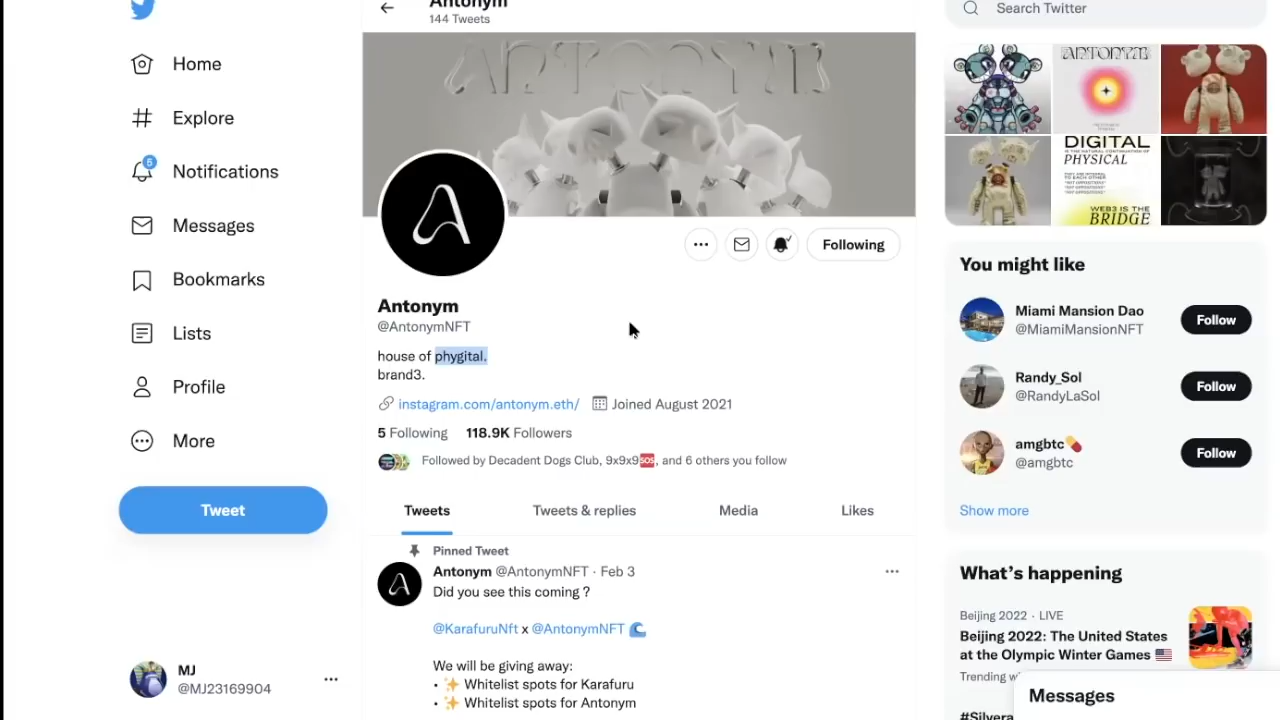 Antonym
144 Tweets
Search Twitter
Home
Explore
6
Notifications
Messages
Bookmarks
Lists
Profile
More
Tweet
MJ
@MJ23169904
ANTONYM
A
Following
Antonym
@AntonymNFT
house of phygital.
brand3.
instagram.com/antonym.eth/
Joined August 2021
5 Following
118.9K Followers
Followed by Decadent Dogs Club, 9x9x9🆘, and 6 others you follow
Tweets
Tweets & replies
Media
Likes
Pinned Tweet
Antonym @AntonymNFT · Feb 3
Did you see this coming ?
@KarafuruNft x @AntonymNFT 🌊
We will be giving away:
• ✨ Whitelist spots for Karafuru
• ✨ Whitelist spots for Antonym
ANTONYM
DIGITAL
PHYSICAL
WEB3 IS THE
BRIDGE
You might like
Miami Mansion Dao
@MiamiMansionNFT
Follow
Randy_Sol
@RandyLaSol
Follow
amgbtc💊
@amgbtc
Follow
Show more
What's happening
Beijing 2022 · LIVE
Beijing 2022: The United States
at the Olympic Winter Games 🇺🇸
Trending
Messages